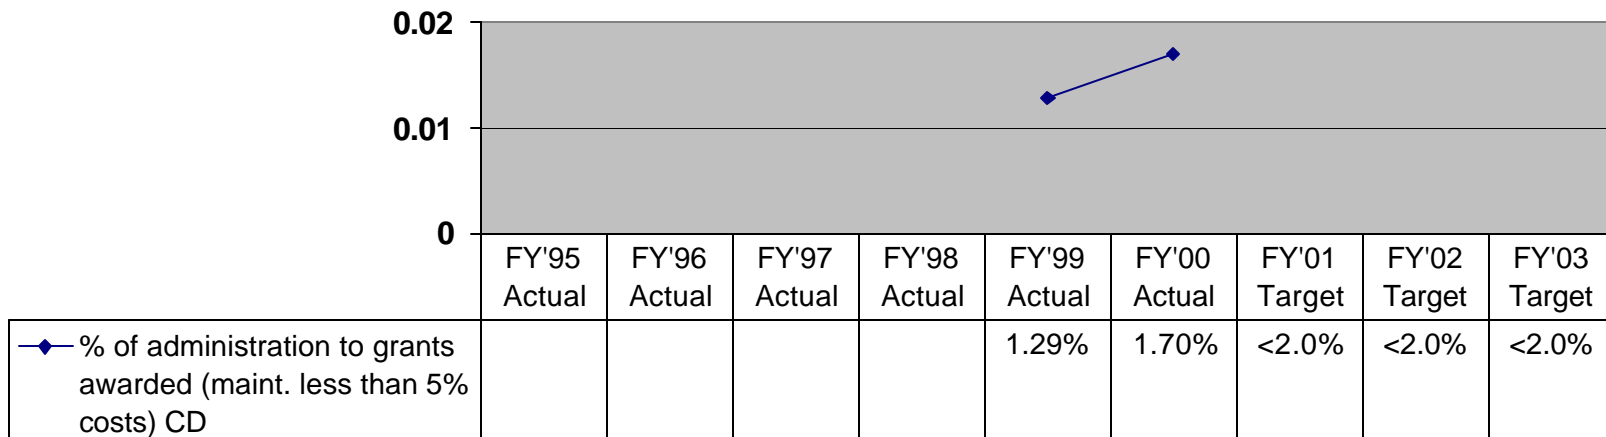 0.02
0.01
0
FY'95 FY'96 FY'97 FY'98 FY'99 FY'00 FY'01 FY'02 FY'03
Actual Actual Actual Actual Actual Actual Target Target Target
% of administration to grants 1.29% 1.70% <2.0% <2.0% <2.0%
awarded (maint. less than 5%
costs) CD